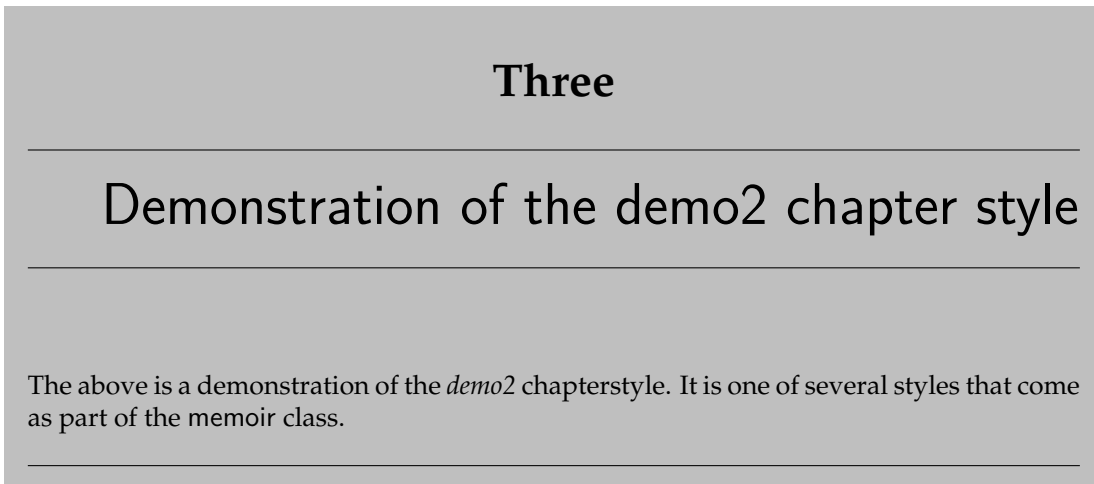 Three
Demonstration of the demo2 chapter style
The above is a demonstration of the demo2 chapterstyle. It is one of several styles that come
as part of the memoir class.